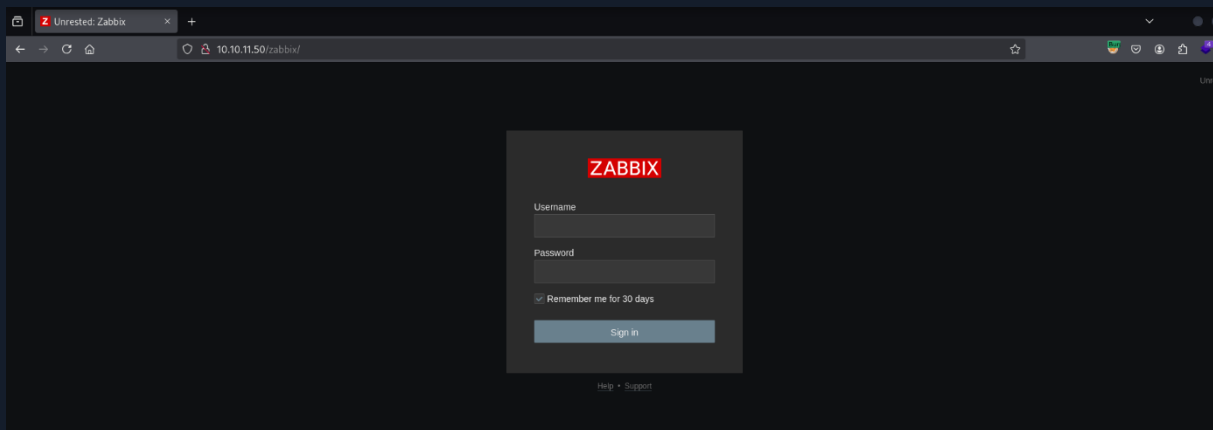 Z Unrested: Zabbix
10.10.11.50/zabbix/
ZABBIX
Username
Password
Remember me for 30 days
Sign in
Help • Support